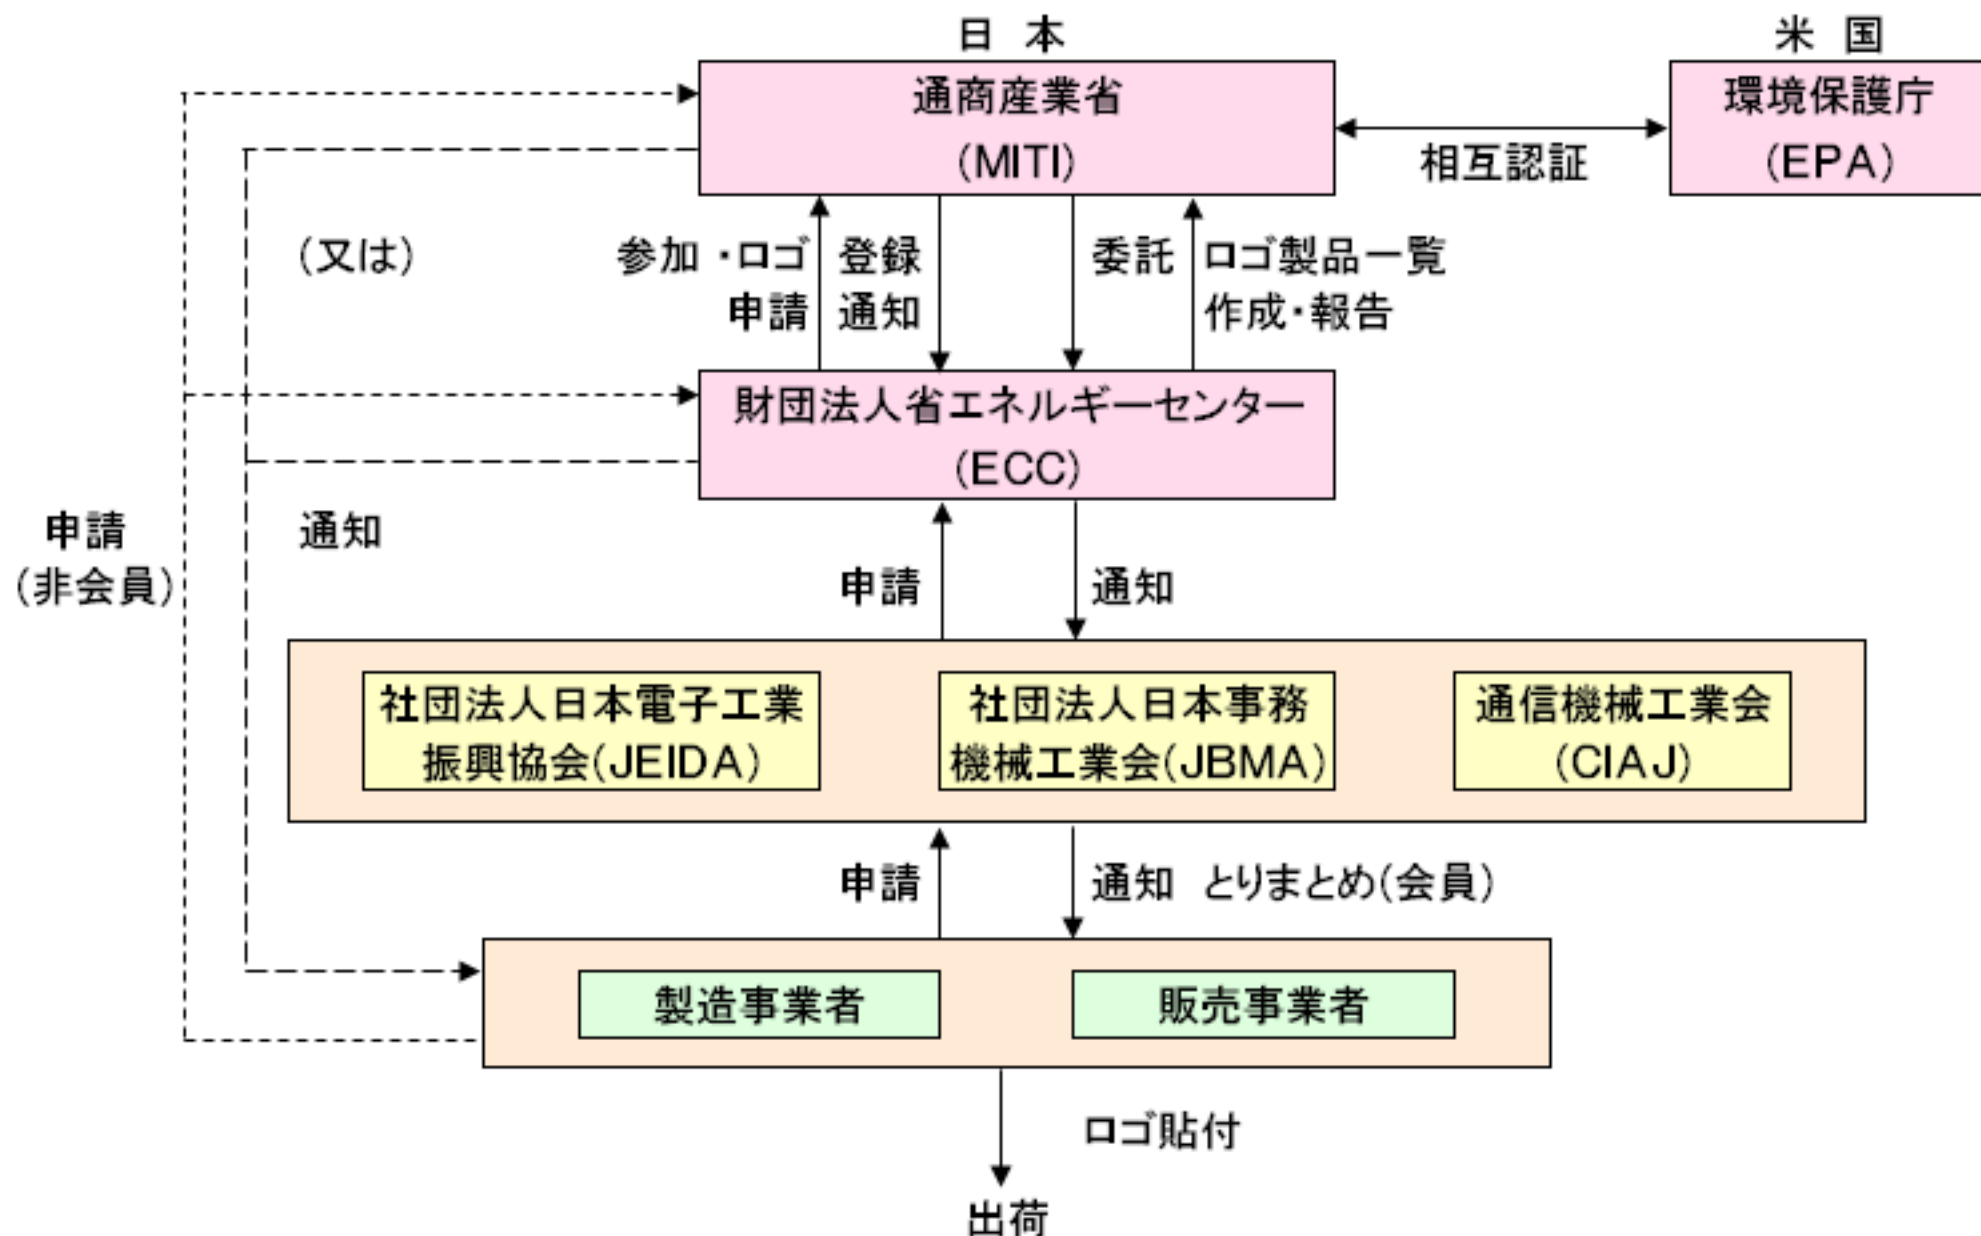 日 本
米 国
通商産業省
(MITI)
環境保護庁
(EPA)
相互認証
(又は)
参加・ロゴ
申請
登録
通知
委託
ロゴ製品一覧
作成・報告
財団法人省エネルギーセンター
(ECC)
申請
(非会員)
通知
申請
通知
社団法人日本電子工業
振興協会(JEIDA)
社団法人日本事務
機械工業会(JBMA)
通信機械工業会
(CIAJ)
申請
通知 とりまとめ(会員)
製造事業者
販売事業者
ロゴ貼付
出荷